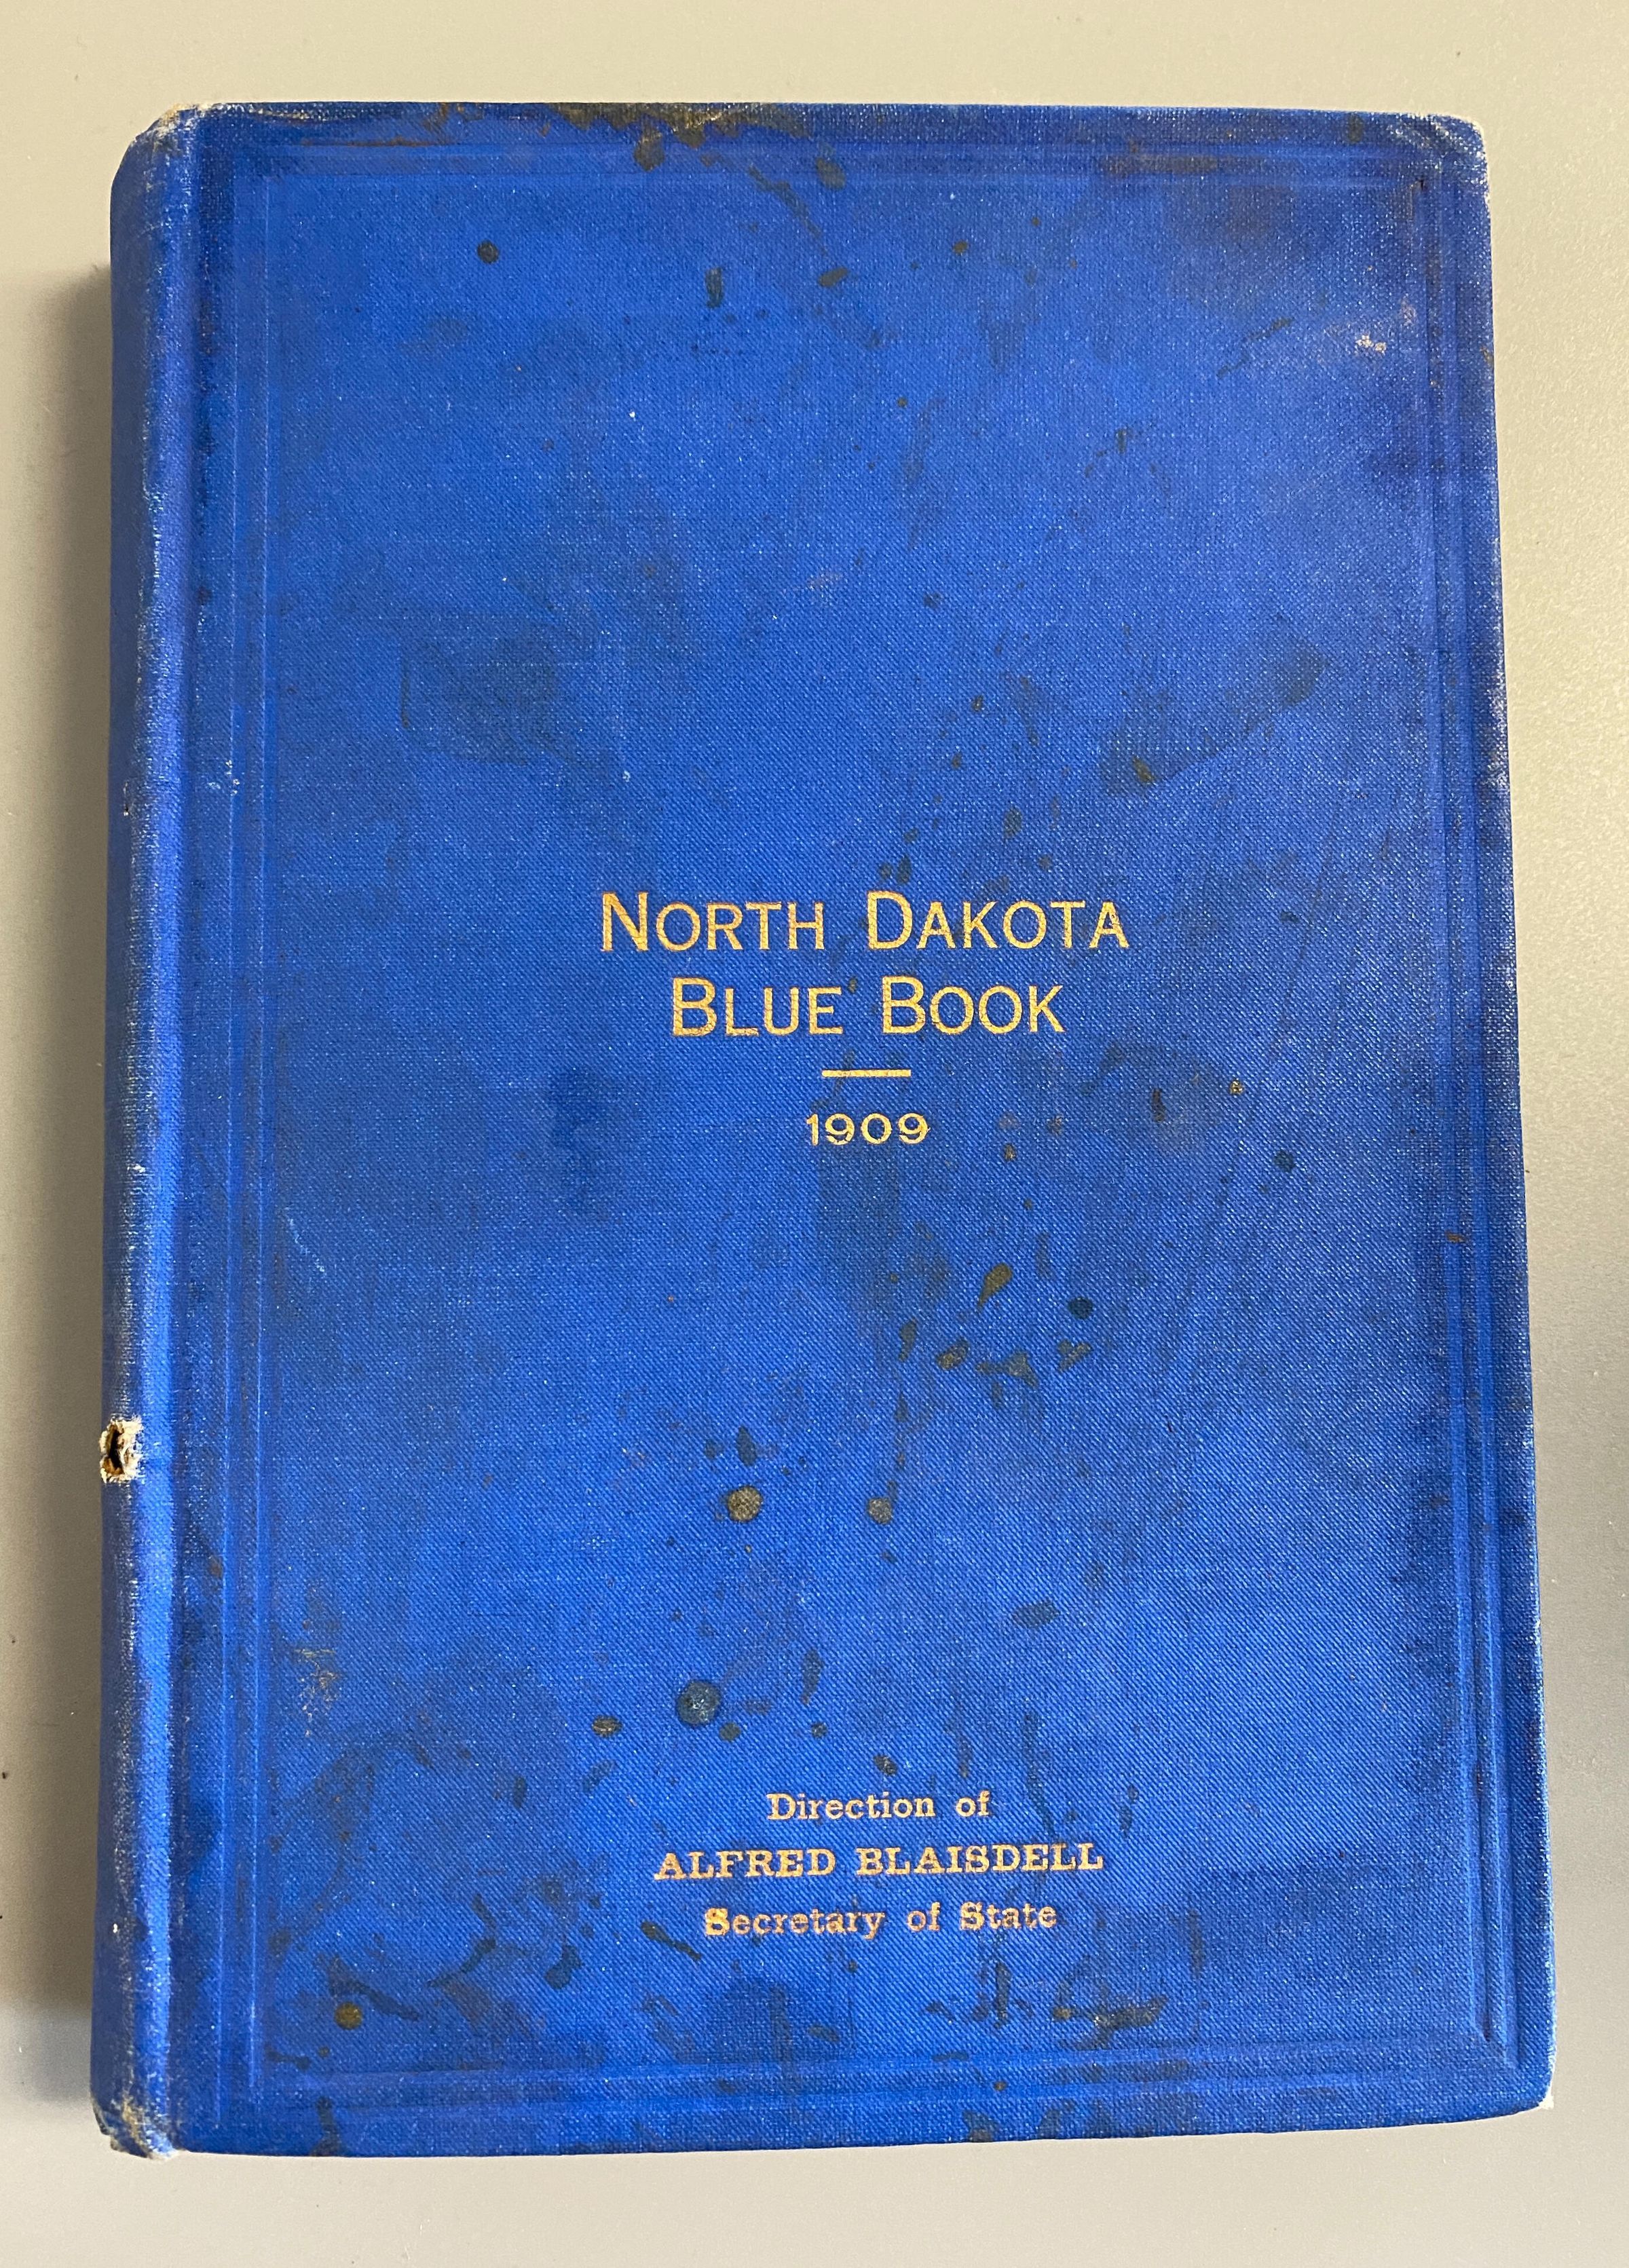 NORTH DAKOTA
BLUE BOOK
1909
Direction of
ALFRED BLAISDELL
Secretary of State